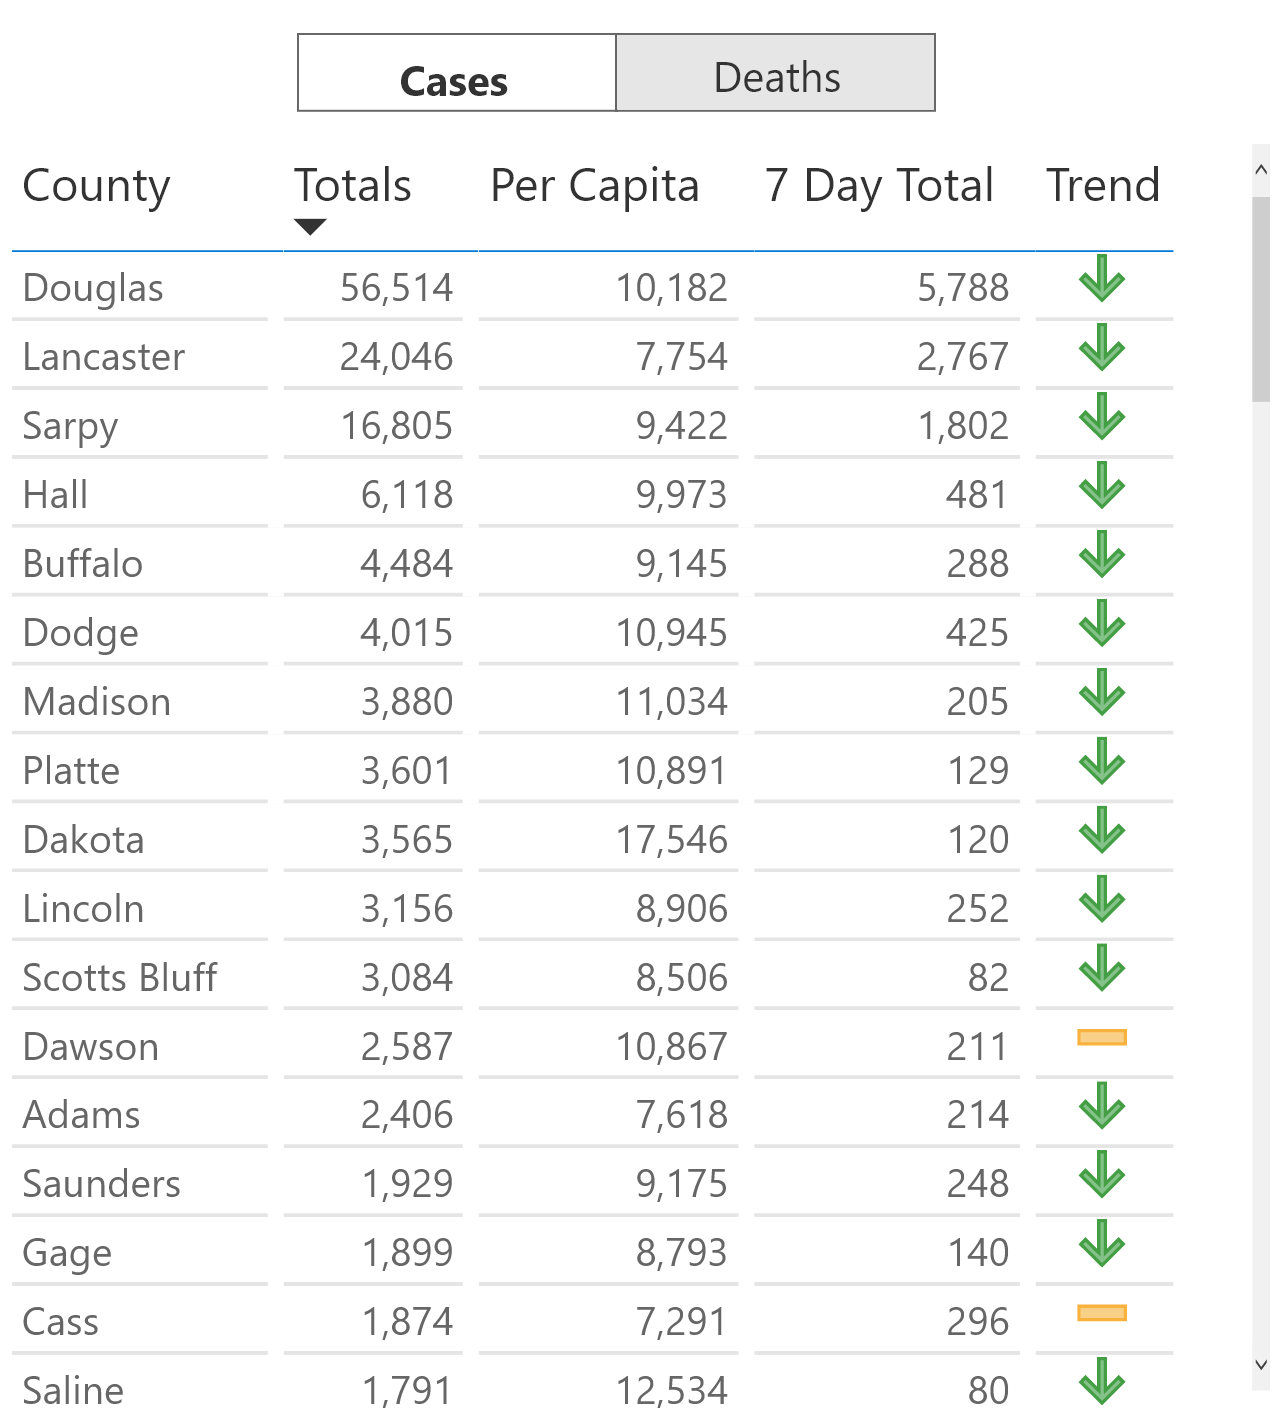 Cases Deaths
County Totals Per Capita 7 Day Total Trend
Douglas 56,514 10,182 5,788
Lancaster 24,046 7,754 2,767
Sarpy 16,805 9,422 1,802
Hall 6,118 9,973 481
Buffalo 4,484 9,145 288
Dodge 4,015 10,945 425
Madison 3,880 11,034 205
Platte 3,601 10,891 129
Dakota 3,565 17,546 120
Lincoln 3,156 8,906 252
Scotts Bluff 3,084 8,506 82
Dawson 2,587 10,867 211
Adams 2,406 7,618 214
Saunders 1,929 9,175 248
Gage 1,899 8,793 140
Cass 1,874 7,291 296
Saline 1,791 12,534 80